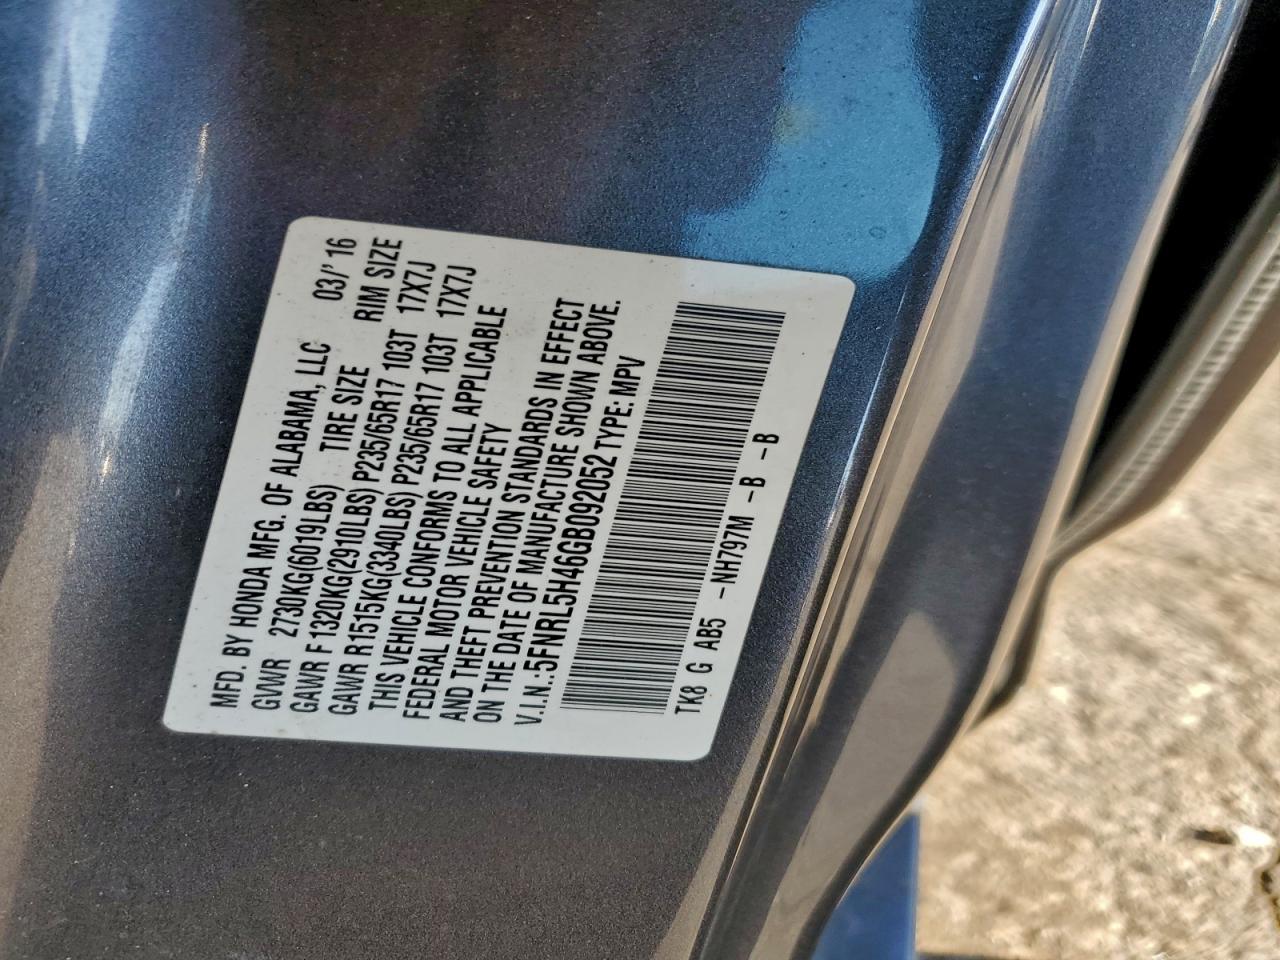 MFD. BY HONDA MFG. OF ALABAMA, LLC 03/' 16
GVWR 2730KG(6019LBS) TIRE SIZE RIM SIZE
GAWR F 1320KG(2910LBS) P235/65R17 103T 17X7J
GAWR R1515KG(3340LBS) P235/65R17 103T 17X7J
THIS VEHICLE CONFORMS TO ALL APPLICABLE
FEDERAL MOTOR VEHICLE SAFETY
AND THEFT PREVENTION STANDARDS IN EFFECT
ON THE DATE OF MANUFACTURE SHOWN ABOVE.
V.I.N.:5FNRL5H46GB092052 TYPE: MPV
TK8 G AB5 -NH797M -B -B